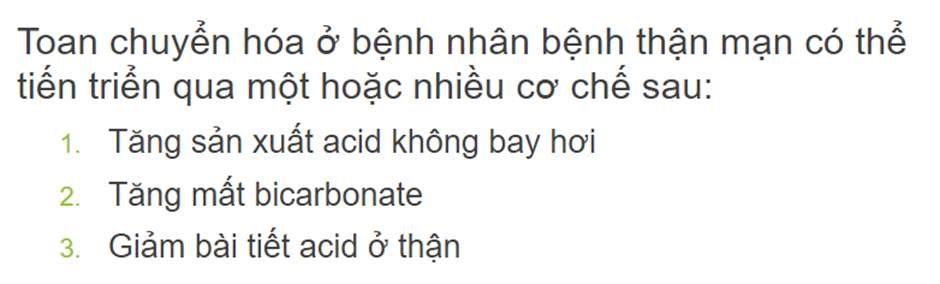 Toan chuyển hóa ở bệnh nhân bệnh thận mạn có thể
tiến triển qua một hoặc nhiều cơ chế sau:
1. Tăng sản xuất acid không bay hơi
2. Tăng mất bicarbonate
3. Giảm bài tiết acid ở thận